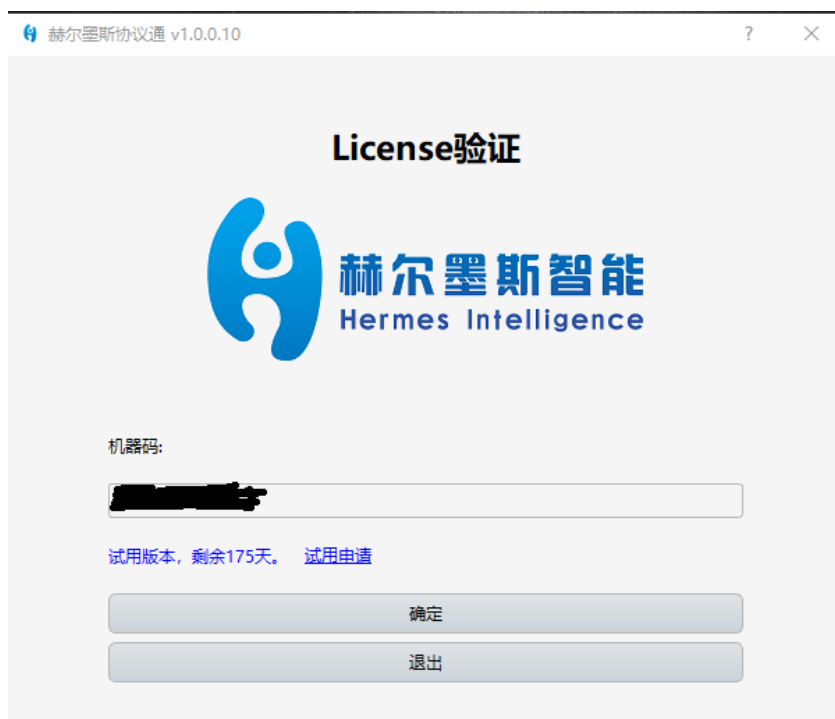 赫尔墨斯协议通 v1.0.0.10
License验证
赫尔墨斯智能
Hermes Intelligence
机器码:
试用版本，剩余175天。 试用申请
确定
退出